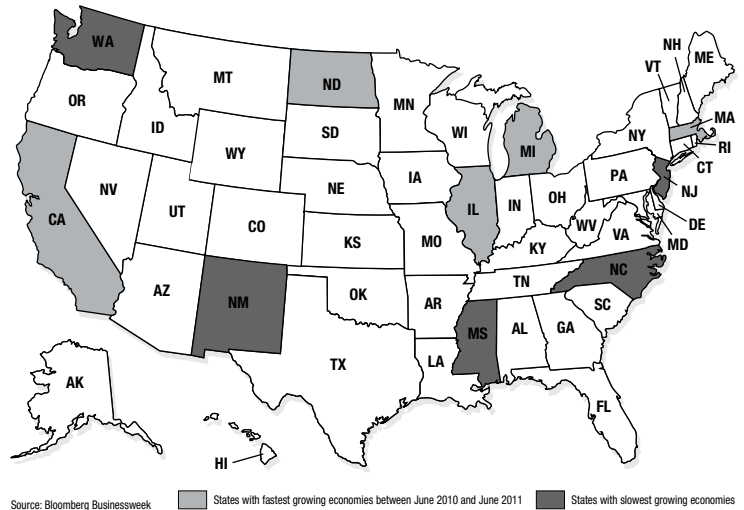 WA
MT
ND
MN
OR
ID
WY
SD
WI
MI
NY
VT
NH
ME
MA
RI
CT
NJ
DE
MD
PA
CA
NV
UT
CO
NE
IA
IL
IN
OH
WV
VA
KS
MO
KY
NC
TN
SC
AZ
NM
OK
AR
MS
AL
GA
TX
LA
FL
AK
HI
Source: Bloomberg Businessweek
States with fastest growing economies between June 2010 and June 2011
States with slowest growing economies